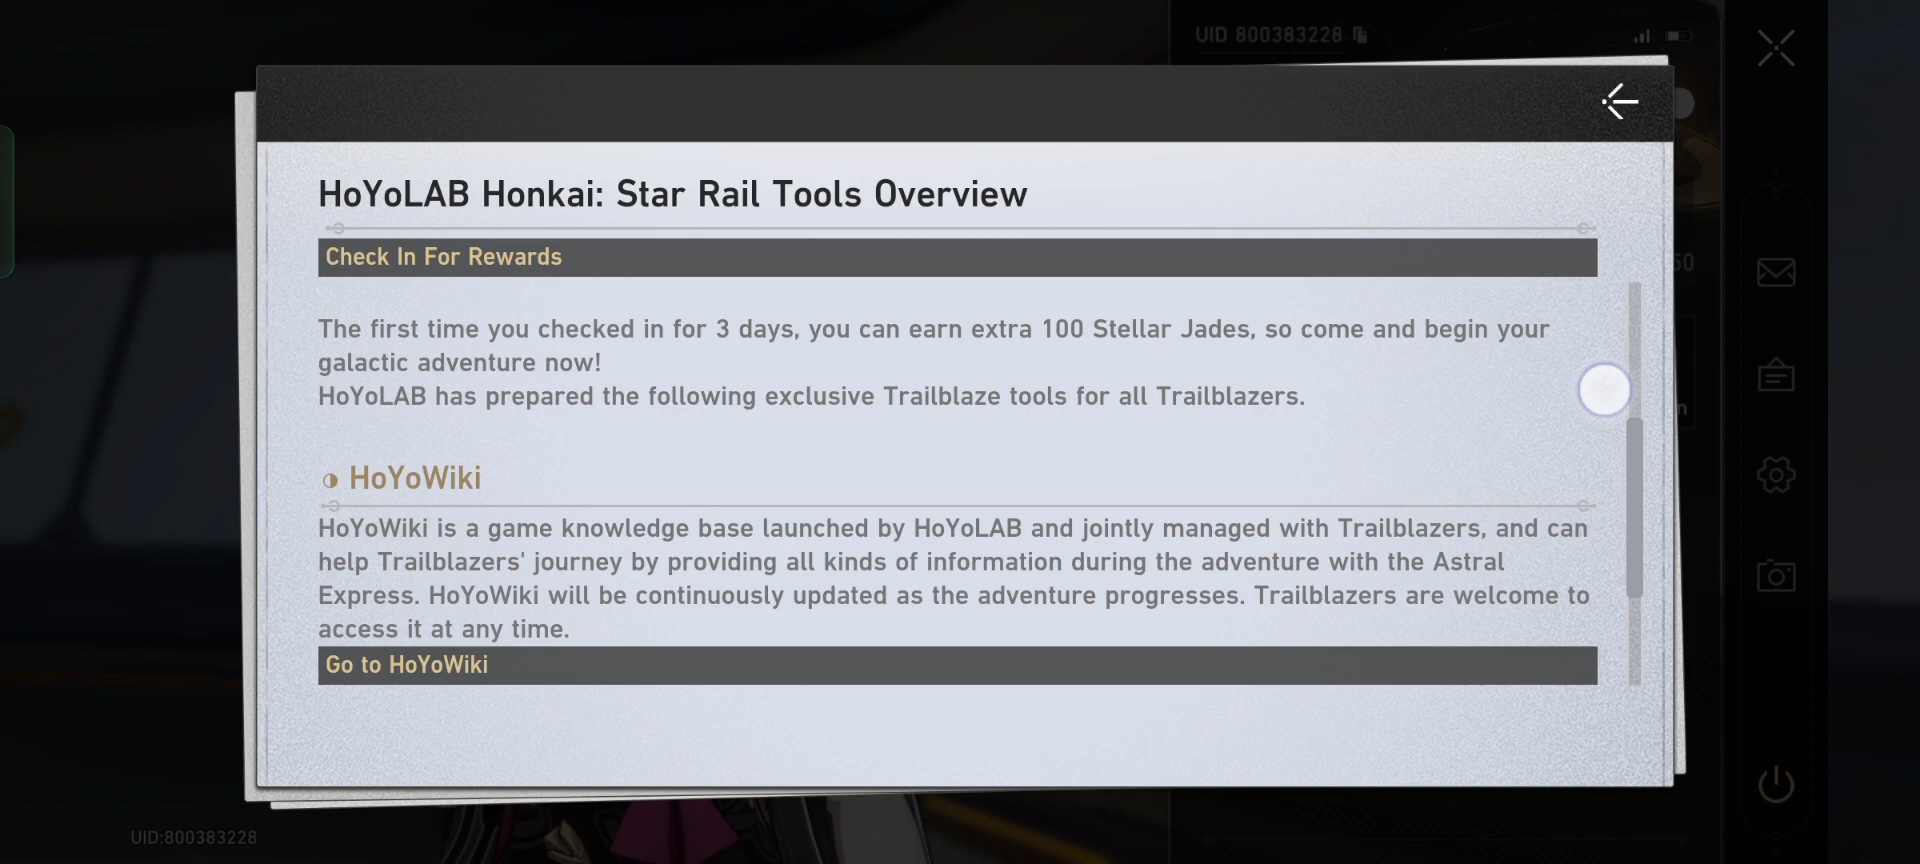 UID 800383228
HoYoLAB Honkai: Star Rail Tools Overview
Check In For Rewards
The first time you checked in for 3 days, you can earn extra 100 Stellar Jades, so come and begin your
galactic adventure now!
HoYoLAB has prepared the following exclusive Trailblaze tools for all Trailblazers.
HoYoWiki
HoYoWiki is a game knowledge base launched by HoYoLAB and jointly managed with Trailblazers, and can
help Trailblazers' journey by providing all kinds of information during the adventure with the Astral
Express. HoYoWiki will be continuously updated as the adventure progresses. Trailblazers are welcome to
access it at any time.
Go to HoYoWiki
UID:800383228